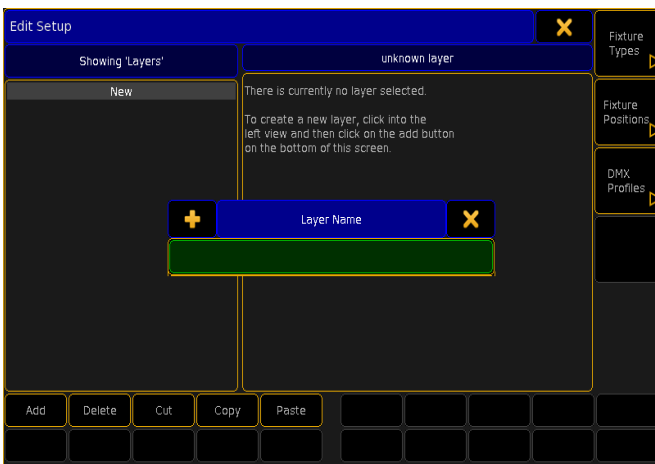 Edit Setup
Fixture
Types
Showing 'Layers'
unknown layer
New
There is currently no layer selected.
To create a new layer, click into the
left view and then click on the add button
on the bottom of this screen.
Fixture
Positions
DMX
Profiles
Layer Name
Add
Delete
Cut
Copy
Paste